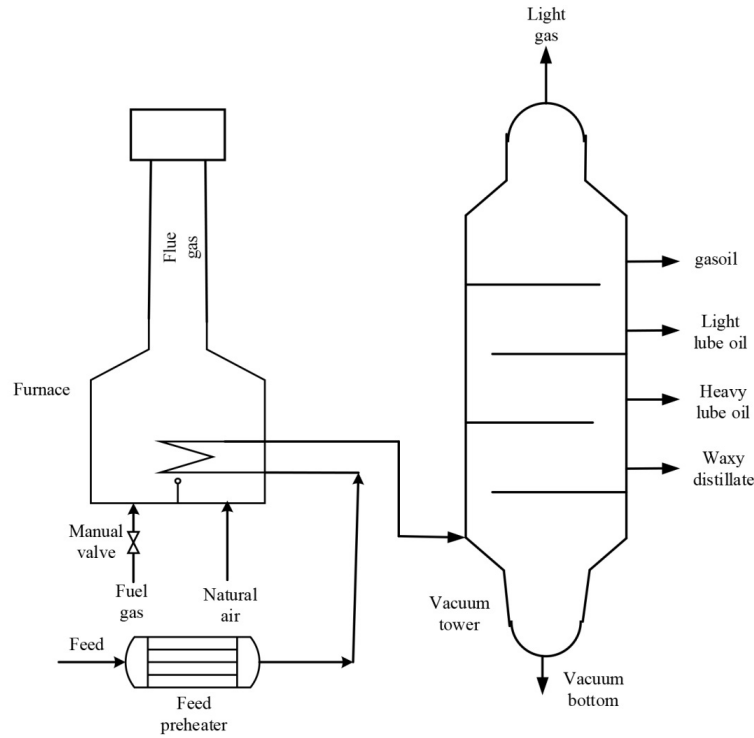 Light
gas
Flue
gas
gasoil
Light
lube oil
Furnace
Heavy
lube oil
Waxy
distillate
Manual
valve
Fuel
gas
Natural
air
Vacuum
tower
Feed
Vacuum
bottom
Feed
preheater